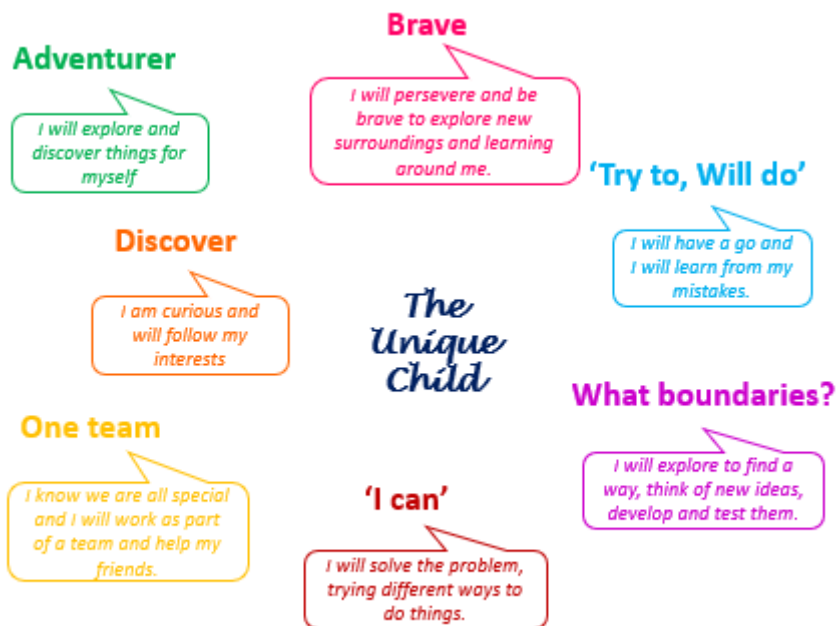 Brave
I will persevere and be
brave to explore new
surroundings and learning
around me.
Adventurer
I will explore and
discover things for
myself
'Try to, Will do'
I will have a go and
I will learn from my
mistakes.
Discover
I am curious and
will follow my
interests
The
Unique
Child
What boundaries?
I will explore to find a
way, think of new ideas,
develop and test them.
One team
I know we are all special
and I will work as part
of a team and help my
friends.
'I can'
I will solve the problem,
trying different ways to
do things.